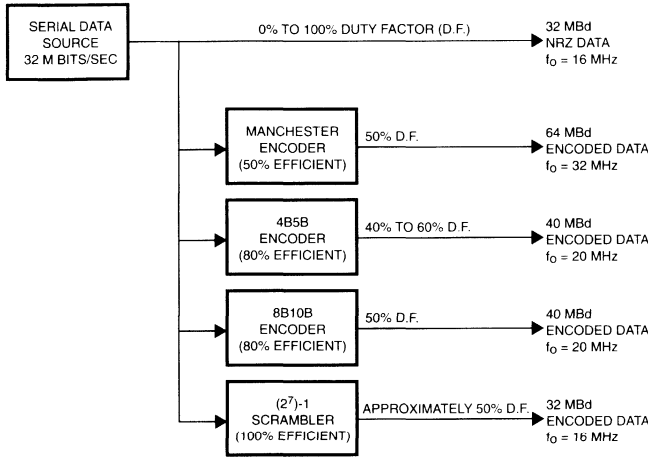 SERIAL DATA
SOURCE
32 M BITS/SEC
0% TO 100% DUTY FACTOR (D.F.)
32 MBd
NRZ DATA
fO = 16 MHz
MANCHESTER
ENCODER
(50% EFFICIENT)
50% D.F.
64 MBd
ENCODED DATA
fO = 32 MHz
4B5B
ENCODER
(80% EFFICIENT)
40% TO 60% D.F.
40 MBd
ENCODED DATA
fO = 20 MHz
8B10B
ENCODER
(80% EFFICIENT)
50% D.F.
40 MBd
ENCODED DATA
fO = 20 MHz
(2⁷)-1
SCRAMBLER
(100% EFFICIENT)
APPROXIMATELY 50% D.F.
32 MBd
ENCODED DATA
fO = 16 MHz